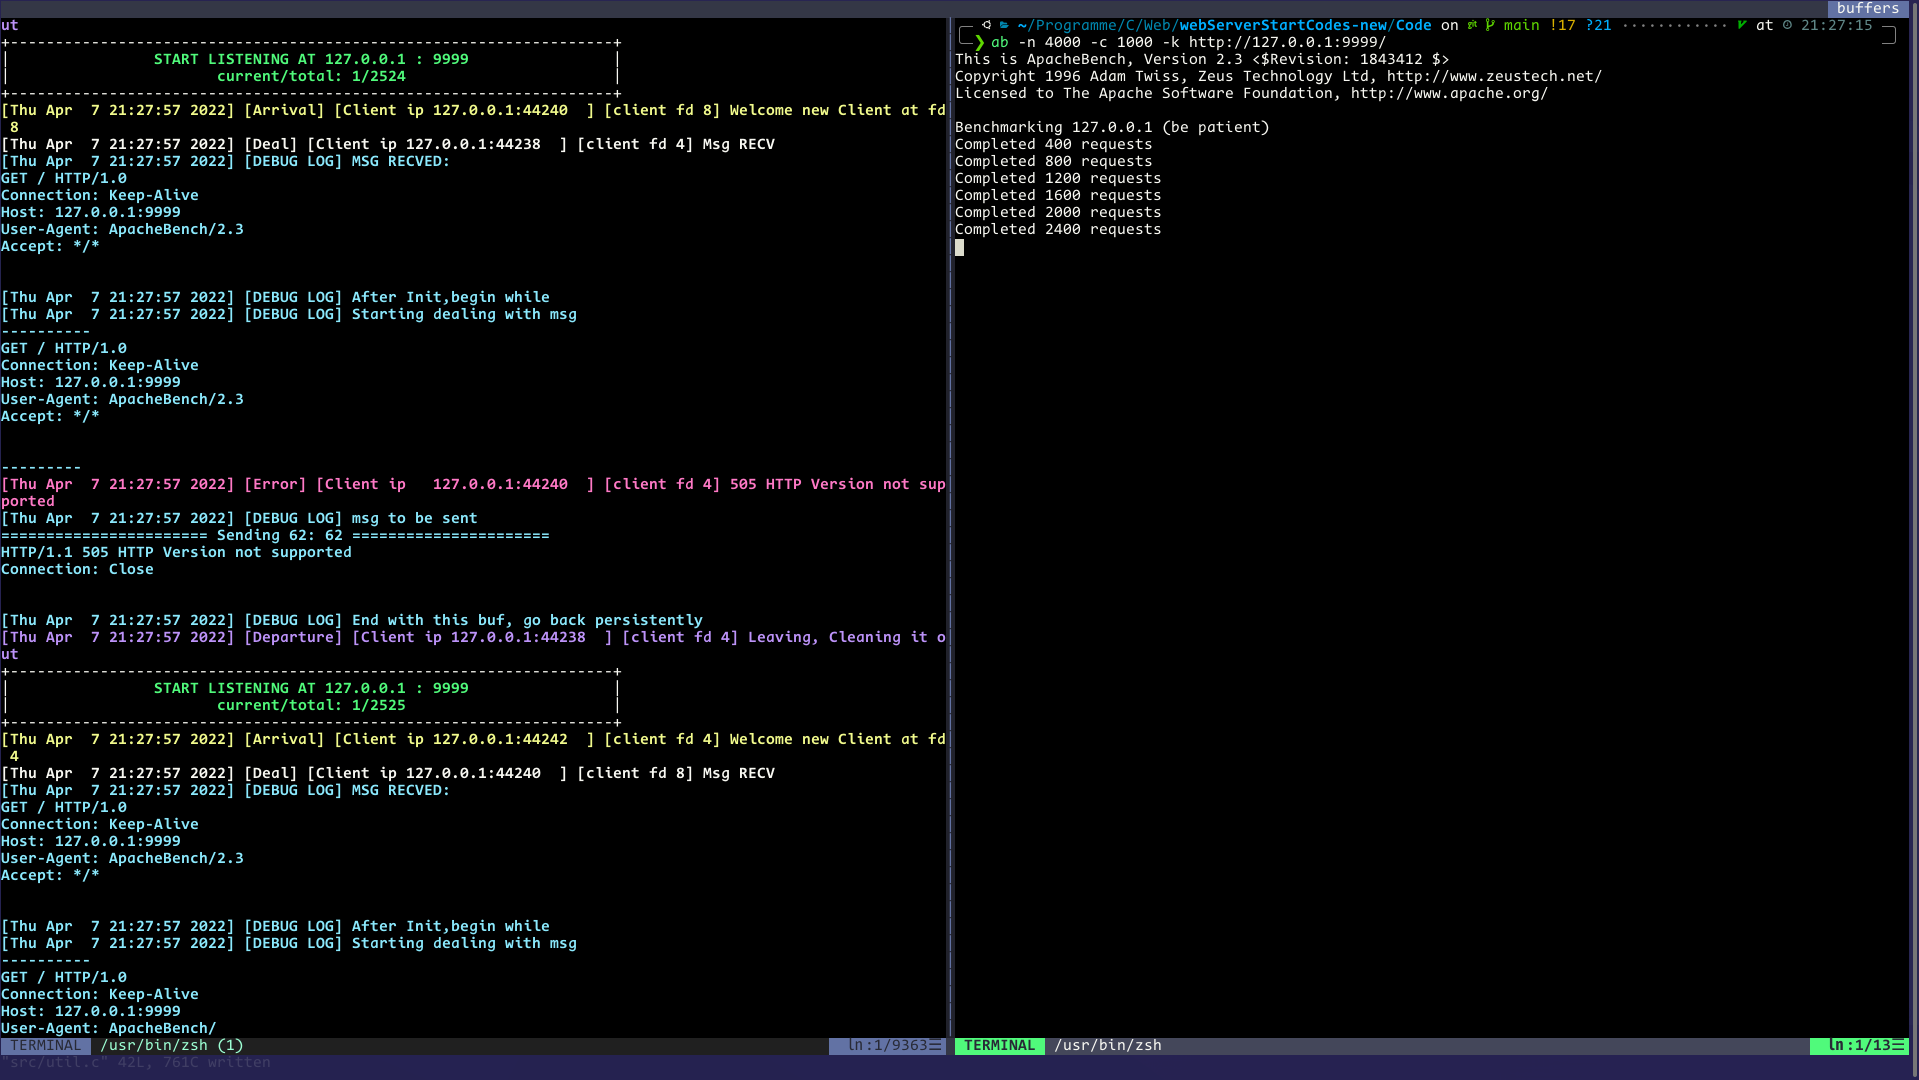 buffers
ut
+-------------------------------------------------------------------+
| START LISTENING AT 127.0.0.1 : 9999 |
| current/total: 1/2524 |
+-------------------------------------------------------------------+
[Thu Apr  7 21:27:57 2022] [Arrival] [Client ip 127.0.0.1:44240  ] [client fd 8] Welcome new Client at fd
 8
[Thu Apr  7 21:27:57 2022] [Deal] [Client ip 127.0.0.1:44238  ] [client fd 4] Msg RECV
[Thu Apr  7 21:27:57 2022] [DEBUG LOG] MSG RECVED:
GET / HTTP/1.0
Connection: Keep-Alive
Host: 127.0.0.1:9999
User-Agent: ApacheBench/2.3
Accept: */*
[Thu Apr  7 21:27:57 2022] [DEBUG LOG] After Init,begin while
[Thu Apr  7 21:27:57 2022] [DEBUG LOG] Starting dealing with msg
----------
GET / HTTP/1.0
Connection: Keep-Alive
Host: 127.0.0.1:9999
User-Agent: ApacheBench/2.3
Accept: */*
---------
[Thu Apr  7 21:27:57 2022] [Error] [Client ip   127.0.0.1:44240  ] [client fd 4] 505 HTTP Version not sup
ported
[Thu Apr  7 21:27:57 2022] [DEBUG LOG] msg to be sent
======================= Sending 62: 62 ======================
HTTP/1.1 505 HTTP Version not supported
Connection: Close
[Thu Apr  7 21:27:57 2022] [DEBUG LOG] End with this buf, go back persistently
[Thu Apr  7 21:27:57 2022] [Departure] [Client ip 127.0.0.1:44238  ] [client fd 4] Leaving, Cleaning it o
ut
+-------------------------------------------------------------------+
| START LISTENING AT 127.0.0.1 : 9999 |
| current/total: 1/2525 |
+-------------------------------------------------------------------+
[Thu Apr  7 21:27:57 2022] [Arrival] [Client ip 127.0.0.1:44242  ] [client fd 4] Welcome new Client at fd
 4
[Thu Apr  7 21:27:57 2022] [Deal] [Client ip 127.0.0.1:44240  ] [client fd 8] Msg RECV
[Thu Apr  7 21:27:57 2022] [DEBUG LOG] MSG RECVED:
GET / HTTP/1.0
Connection: Keep-Alive
Host: 127.0.0.1:9999
User-Agent: ApacheBench/2.3
Accept: */*
[Thu Apr  7 21:27:57 2022] [DEBUG LOG] After Init,begin while
[Thu Apr  7 21:27:57 2022] [DEBUG LOG] Starting dealing with msg
----------
GET / HTTP/1.0
Connection: Keep-Alive
Host: 127.0.0.1:9999
User-Agent: ApacheBench/
TERMINAL /usr/bin/zsh (1) ln:1/9363☰
"src/util.c" 42L, 761C written
~/Programme/C/Web/webServerStartCodes-new/Code on main !17 ?21 ············ at 21:27:15
❯ ab -n 4000 -c 1000 -k http://127.0.0.1:9999/
This is ApacheBench, Version 2.3 <$Revision: 1843412 $>
Copyright 1996 Adam Twiss, Zeus Technology Ltd, http://www.zeustech.net/
Licensed to The Apache Software Foundation, http://www.apache.org/
Benchmarking 127.0.0.1 (be patient)
Completed 400 requests
Completed 800 requests
Completed 1200 requests
Completed 1600 requests
Completed 2000 requests
Completed 2400 requests
TERMINAL /usr/bin/zsh ln:1/13☰